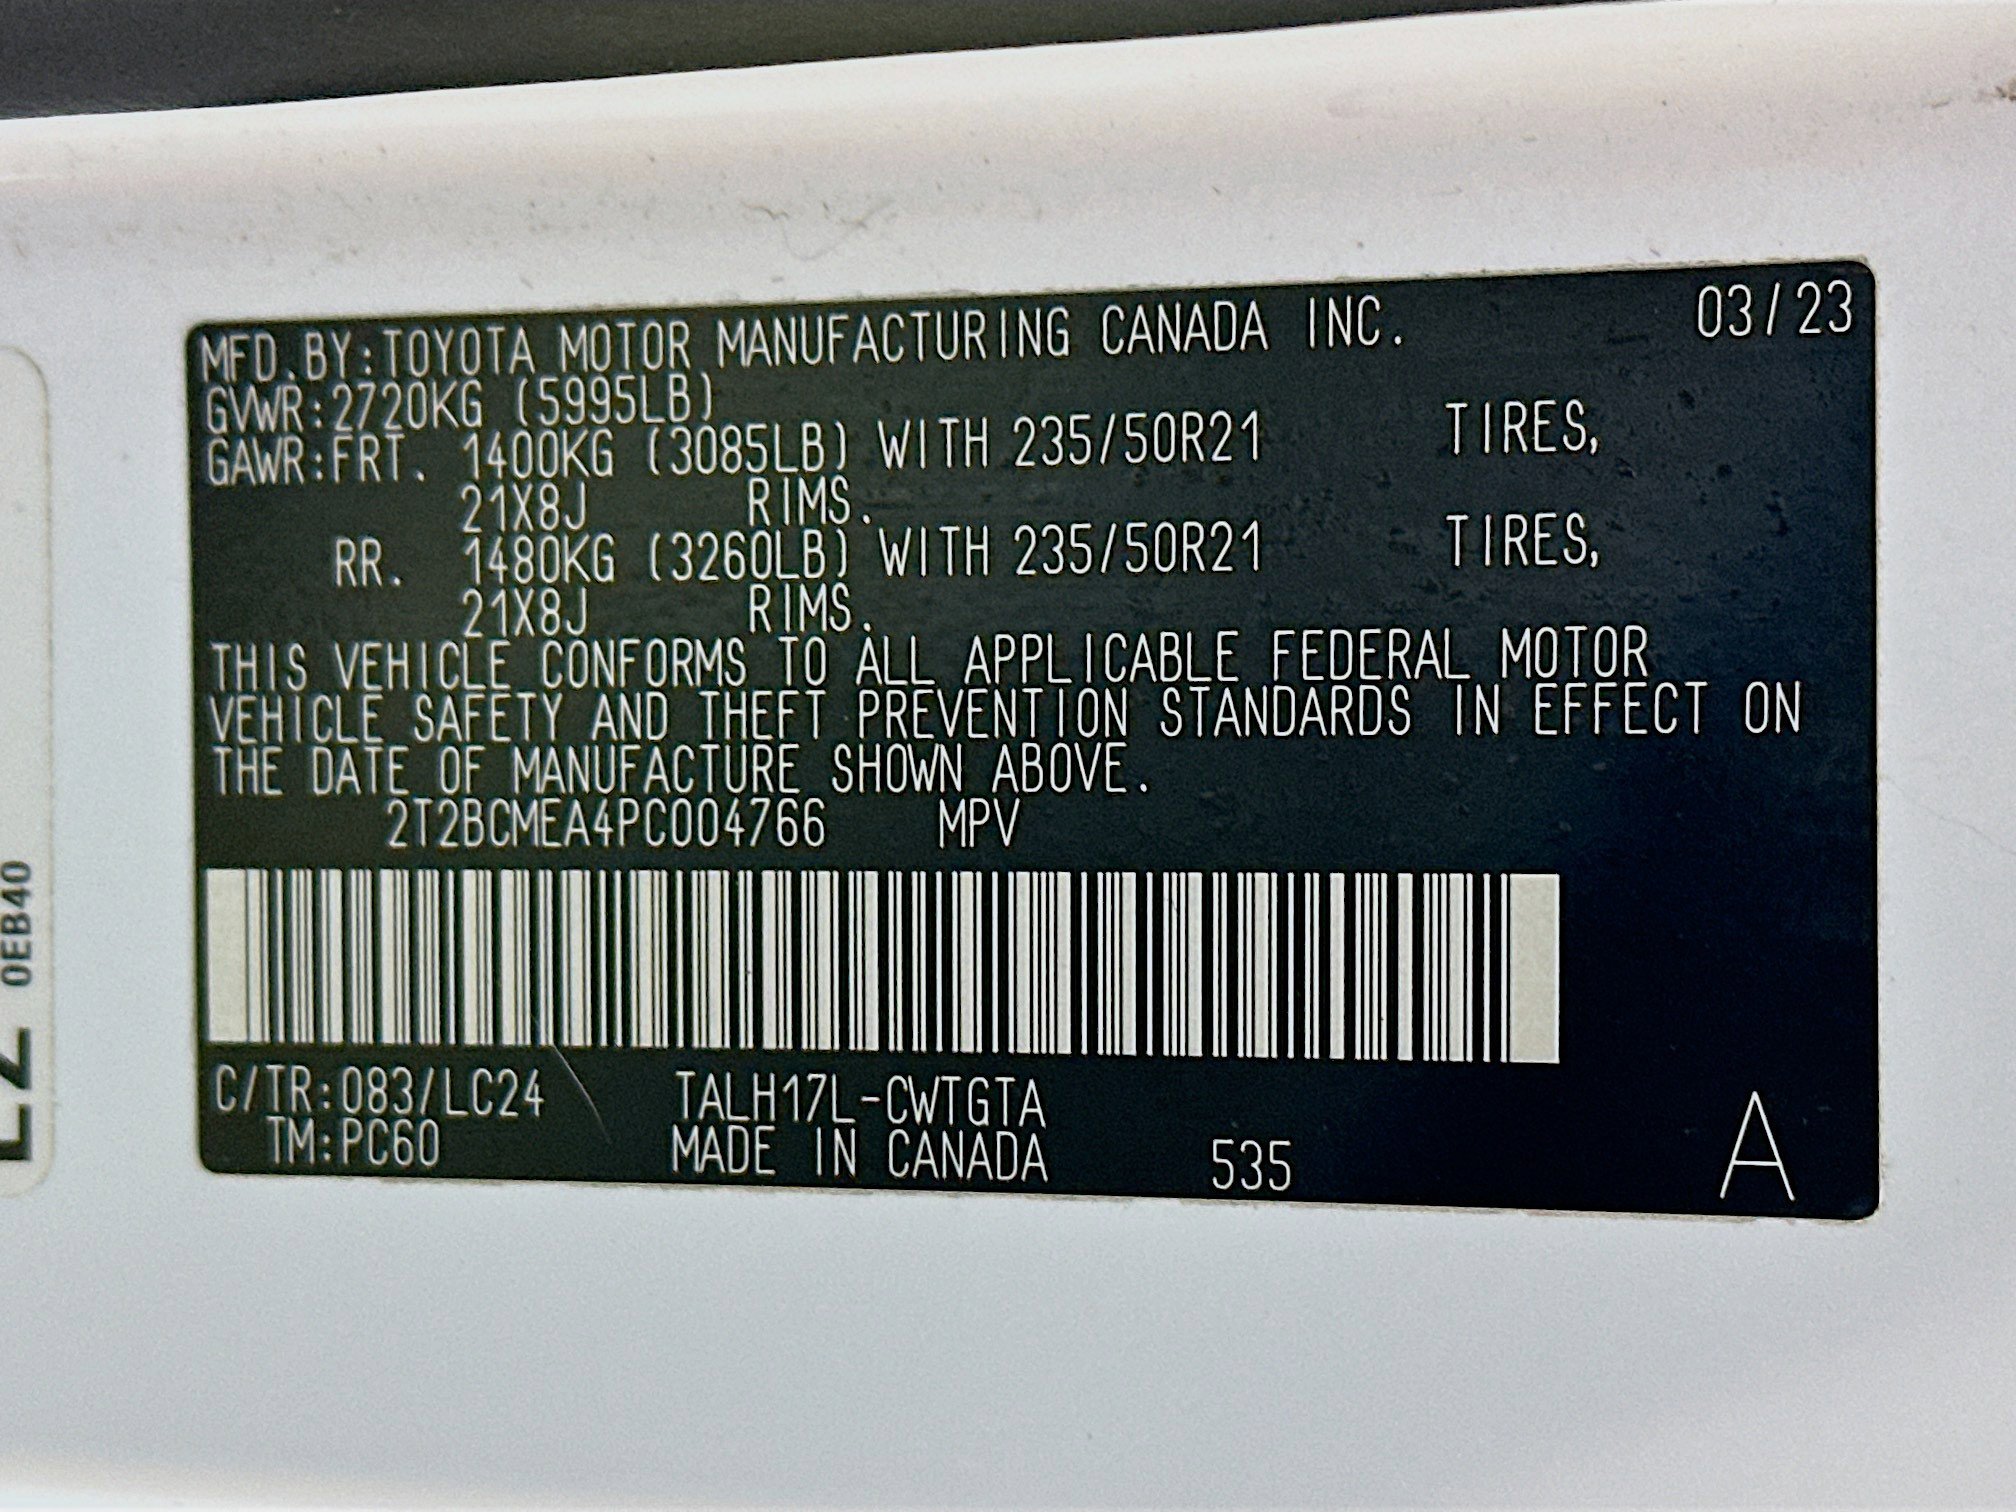 MFD.BY:TOYOTA MOTOR MANUFACTURING CANADA INC. 03/23
GVWR:2720KG (5995LB)
GAWR:FRT. 1400KG (3085LB) WITH 235/50R21 TIRES,
21X8J RIMS.
RR. 1480KG (3260LB) WITH 235/50R21 TIRES,
21X8J RIMS.
THIS VEHICLE CONFORMS TO ALL APPLICABLE FEDERAL MOTOR
VEHICLE SAFETY AND THEFT PREVENTION STANDARDS IN EFFECT ON
THE DATE OF MANUFACTURE SHOWN ABOVE.
2T2BCMEA4PC004766 MPV
C/TR:083/LC24 TALH17L-CWTGTA
TM:PC60 MADE IN CANADA 535 A
0EB40